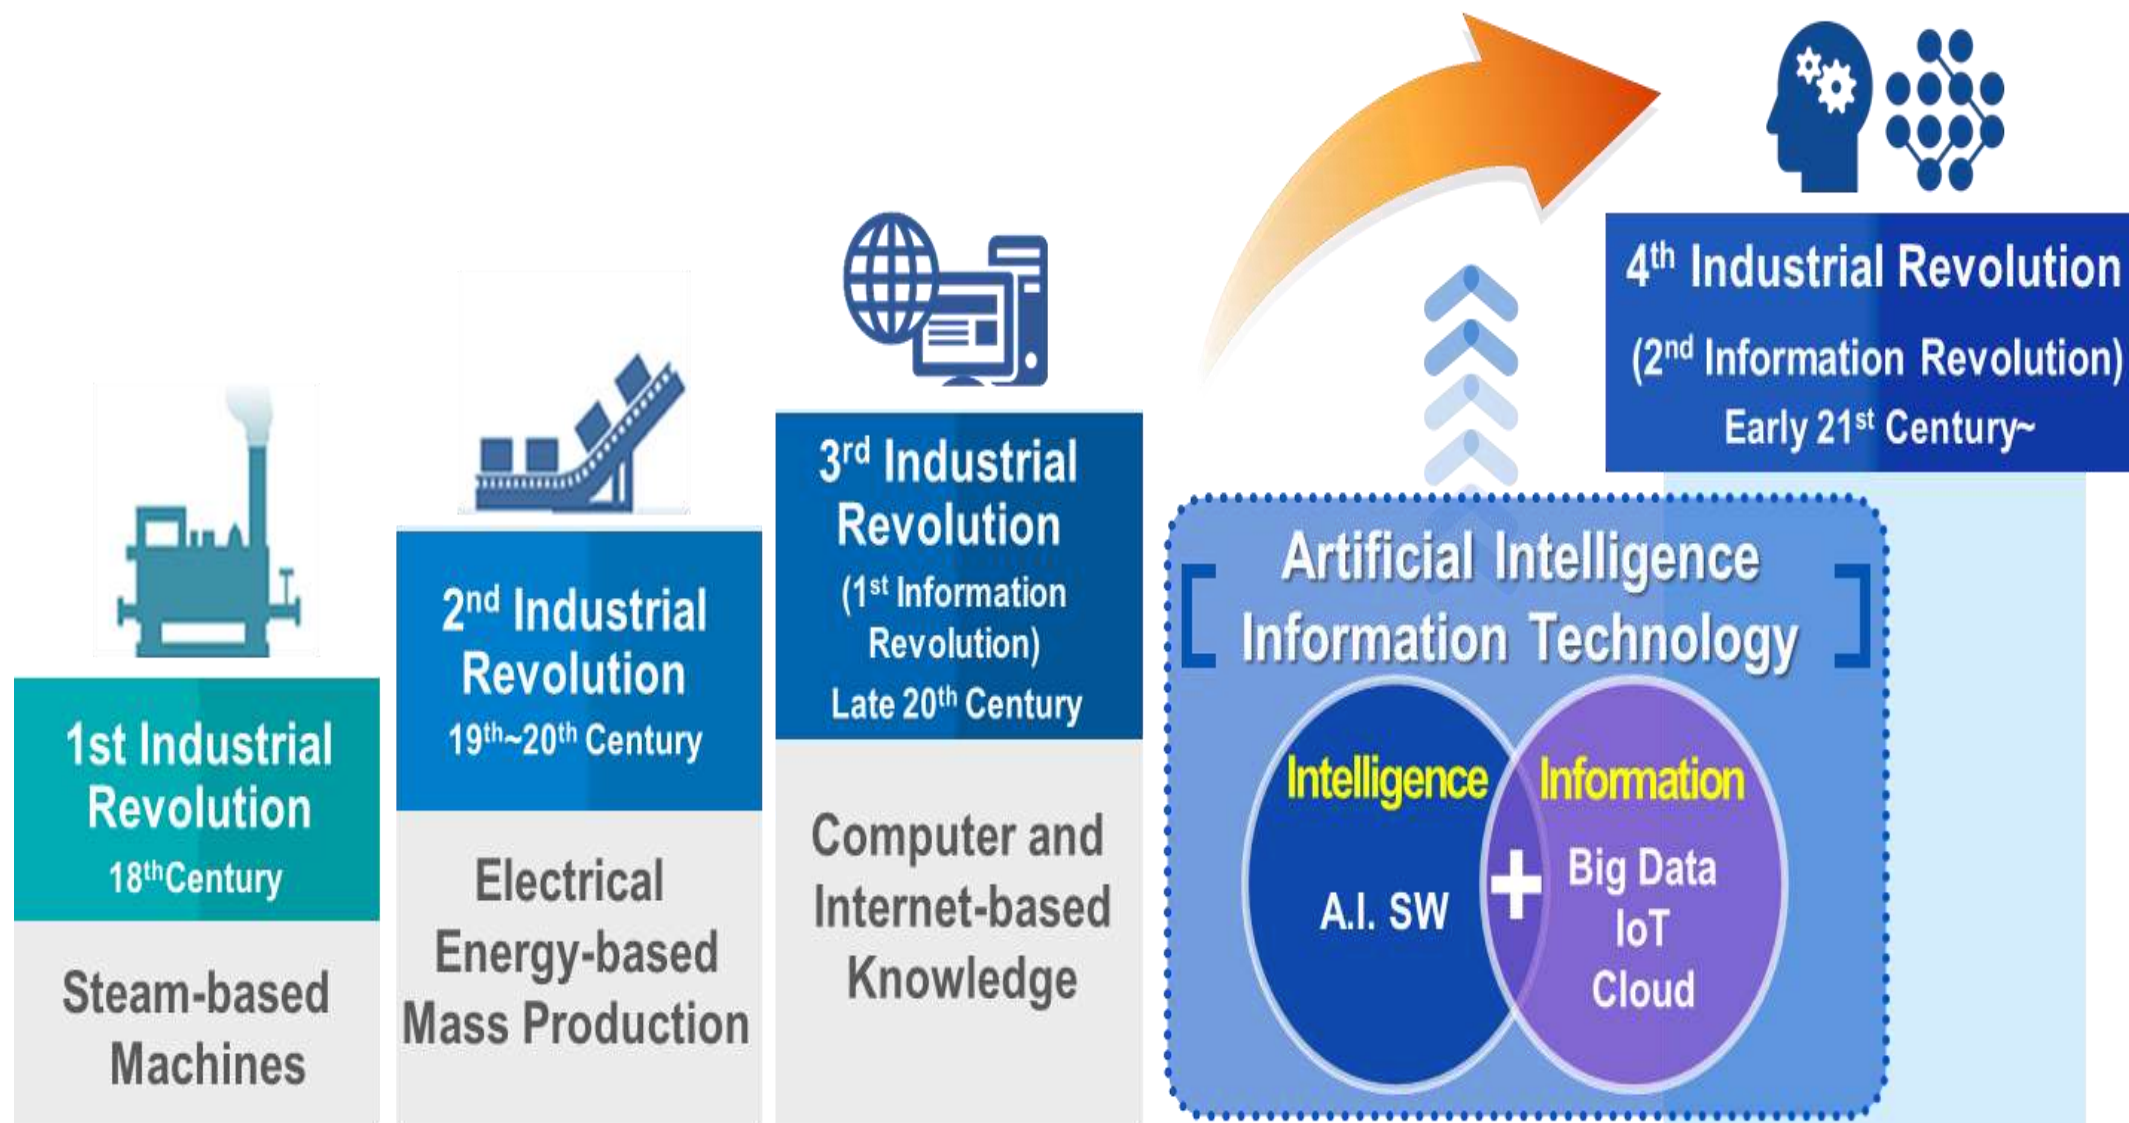 1st Industrial
Revolution
18thCentury
Steam-based
Machines
2nd Industrial
Revolution
19th~20th Century
Electrical
Energy-based
Mass Production
3rd Industrial
Revolution
(1st Information
Revolution)
Late 20th Century
Computer and
Internet-based
Knowledge
4th Industrial Revolution
(2nd Information Revolution)
Early 21st Century~
[ Artificial Intelligence
Information Technology ]
Intelligence
A.I. SW
+
Information
Big Data
IoT
Cloud